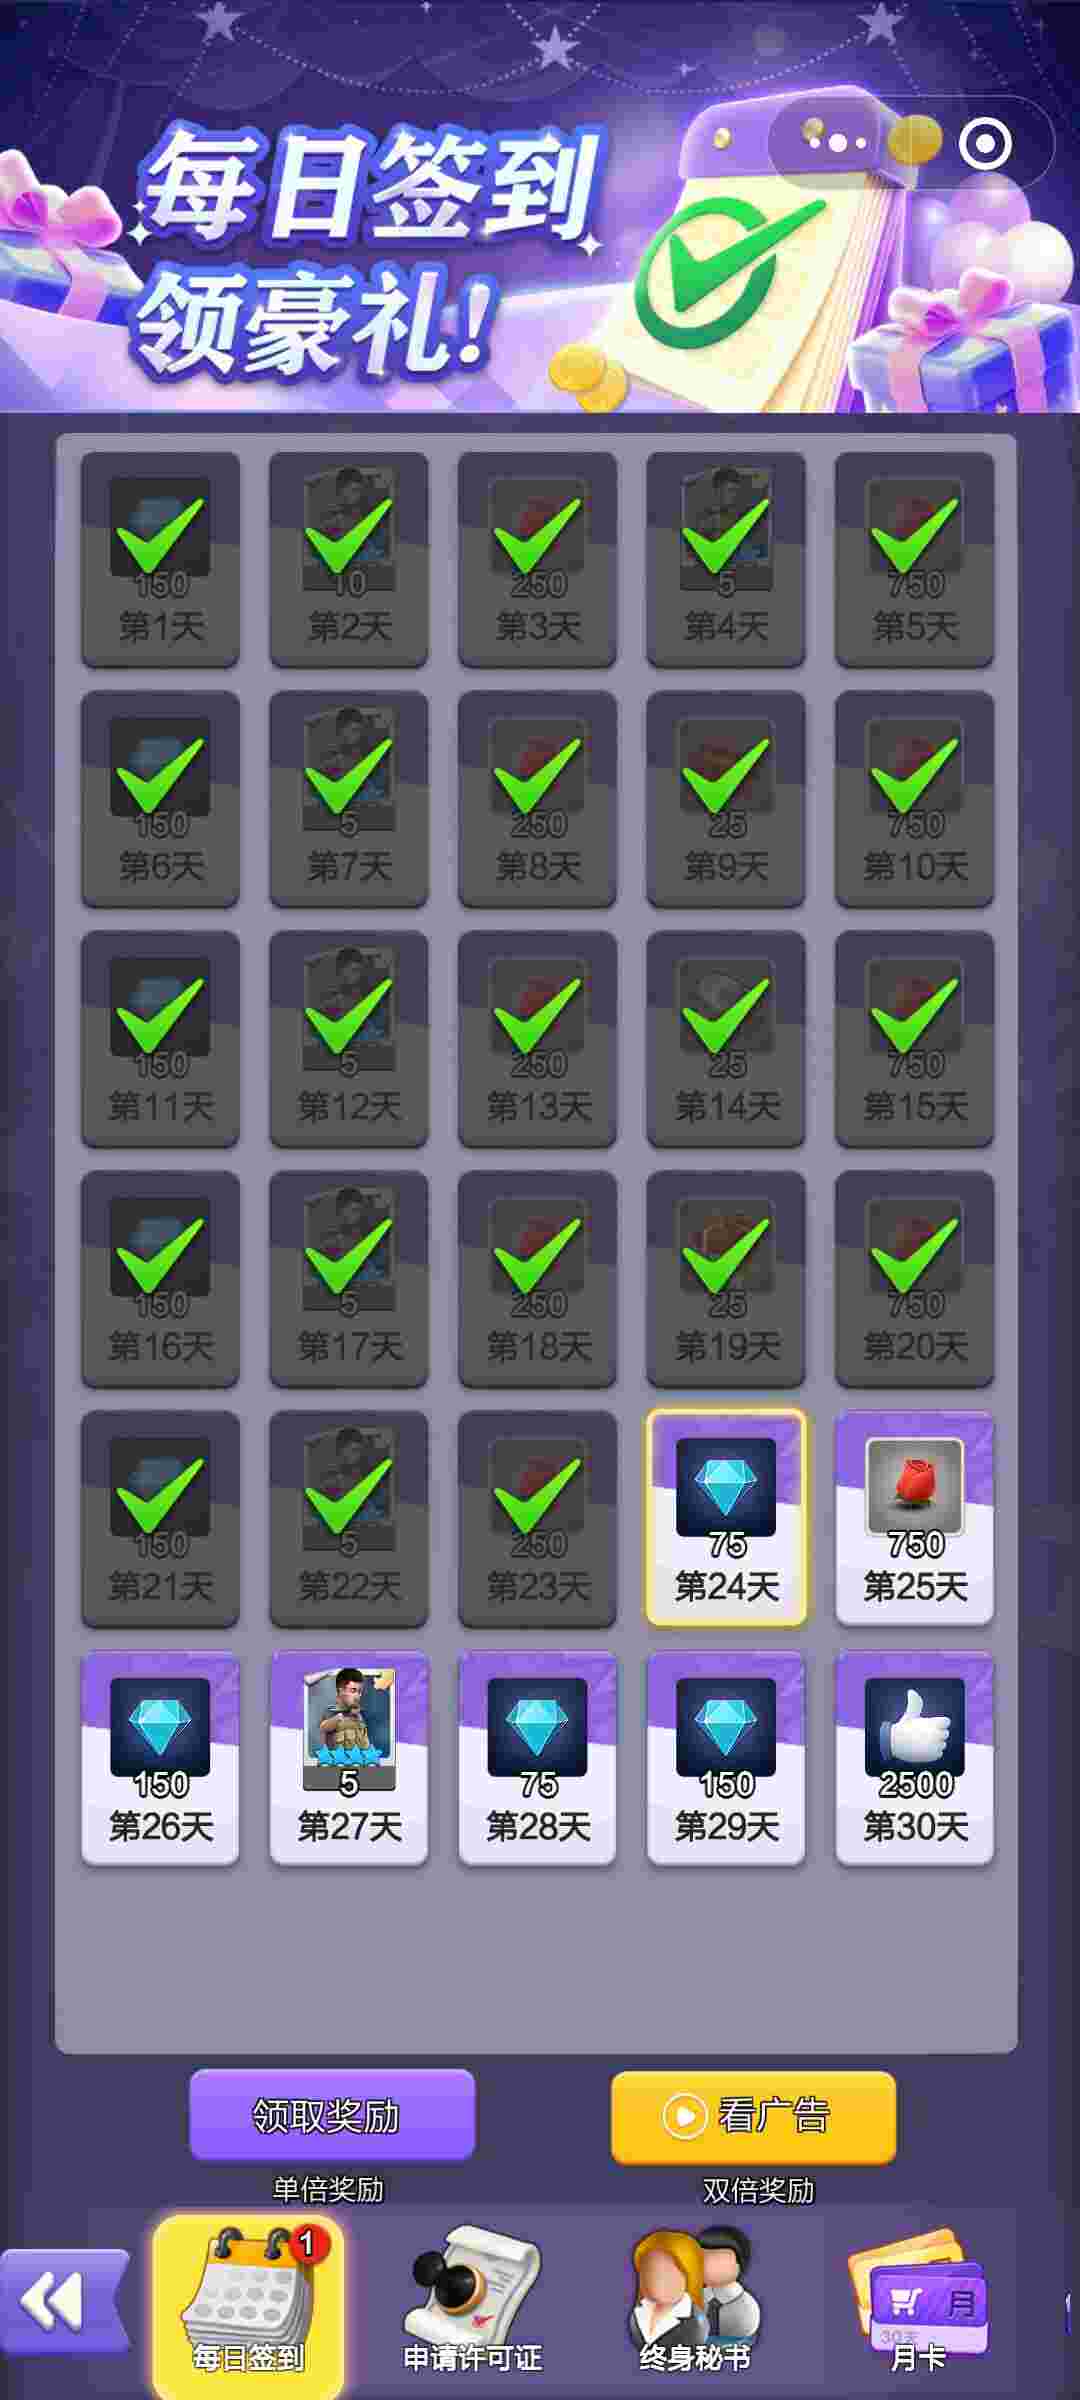 每日签到
领豪礼!
150 10 250 5 750
第1天 第2天 第3天 第4天 第5天
150 5 250 25 750
第6天 第7天 第8天 第9天 第10天
150 5 250 25 750
第11天 第12天 第13天 第14天 第15天
150 5 250 25 750
第16天 第17天 第18天 第19天 第20天
150 5 250 75 750
第21天 第22天 第23天 第24天 第25天
150 5 75 150 2500
第26天 第27天 第28天 第29天 第30天
领取奖励 看广告
单倍奖励 双倍奖励
1
月
30天
每日签到 申请许可证 终身秘书 月卡